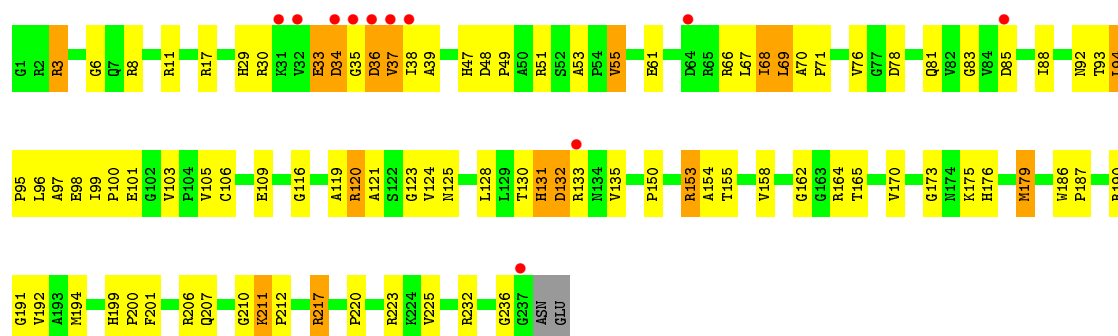 G1 R2 R3 G6 Q7 R8 R11 R17 H29 R30 K31 V32 E33 D34 G35 D36 V37 I38 A39 H47 D48 P49 A50 R51 S52 A53 P54 V55 E61 D64 R65 R66 L67 I68 L69 A70 P71 V76 G77 D78 Q81 V82 G83 V84 D85 I88 N92 T93
P95 L96 A97 E98 I99 P100 E101 G102 V103 P104 V105 C106 E109 G116 A119 R120 A121 S122 G123 V124 N125 L128 L129 T130 H131 D132 R133 N134 V135 P150 R153 A154 T155 V158 G162 G163 R164 T165 V170 G173 N174 K175 H176 M179 W186 P187
G191 V192 A193 M194 H199 P200 F201 R206 Q207 G210 K211 P212 R217 P220 R223 K224 V225 R232 G236 G237 ASN GLU